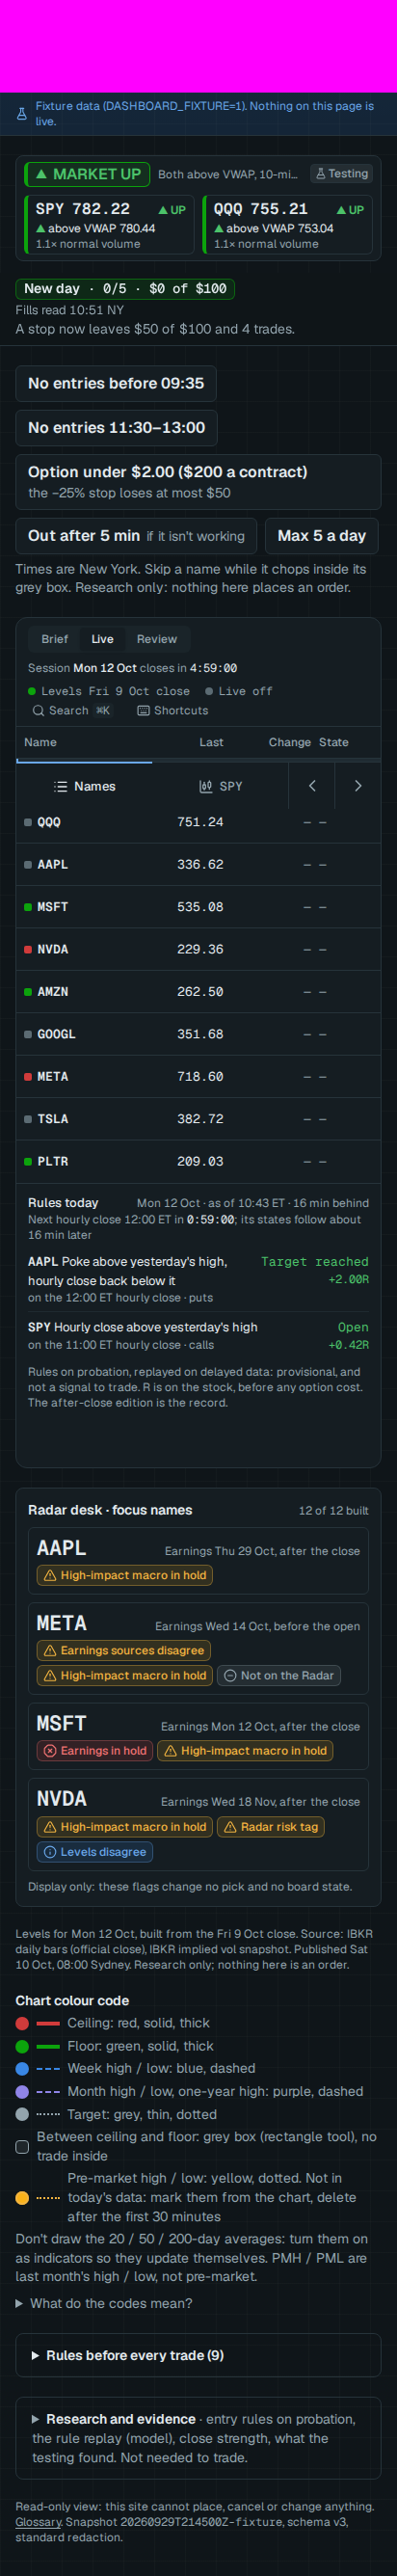 Fixture data (DASHBOARD_FIXTURE=1). Nothing on this page is
live.
MARKET UP Both above VWAP, 10-mi… Testing
SPY 782.22 ▲ UP
▲ above VWAP 780.44
1.1× normal volume
QQQ 755.21 ▲ UP
▲ above VWAP 753.04
1.1× normal volume
New day · 0/5 · $0 of $100
Fills read 10:51 NY
A stop now leaves $50 of $100 and 4 trades.
No entries before 09:35
No entries 11:30–13:00
Option under $2.00 ($200 a contract)
the −25% stop loses at most $50
Out after 5 min if it isn't working
Max 5 a day
Times are New York. Skip a name while it chops inside its
grey box. Research only: nothing here places an order.
Brief Live Review
Session Mon 12 Oct closes in 4:59:00
Levels Fri 9 Oct close Live off
Search ⌘K Shortcuts
Name Last Change State
Names SPY
QQQ 751.24 — —
AAPL 336.62 — —
MSFT 535.08 — —
NVDA 229.36 — —
AMZN 262.50 — —
GOOGL 351.68 — —
META 718.60 — —
TSLA 382.72 — —
PLTR 209.03 — —
Rules today Mon 12 Oct · as of 10:43 ET · 16 min behind
Next hourly close 12:00 ET in 0:59:00; its states follow about
16 min later
AAPL Poke above yesterday's high, Target reached
hourly close back below it +2.00R
on the 12:00 ET hourly close · puts
SPY Hourly close above yesterday's high Open
on the 11:00 ET hourly close · calls +0.42R
Rules on probation, replayed on delayed data: provisional, and
not a signal to trade. R is the stock, before any option cost.
The after-close edition is the record.
Radar desk · focus names 12 of 12 built
AAPL Earnings Thu 29 Oct, after the close
High-impact macro in hold
META Earnings Wed 14 Oct, before the open
Earnings sources disagree
High-impact macro in hold Not on the Radar
MSFT Earnings Mon 12 Oct, after the close
Earnings in hold High-impact macro in hold
NVDA Earnings Wed 18 Nov, after the close
High-impact macro in hold Radar risk tag
Levels disagree
Display only: these flags change no pick and no board state.
Levels for Mon 12 Oct, built from the Fri 9 Oct close. Source: IBKR
daily bars (official close), IBKR implied vol snapshot. Published Sat
10 Oct, 08:00 Sydney. Research only; nothing here is an order.
Chart colour code
Ceiling: red, solid, thick
Floor: green, solid, thick
Week high / low: blue, dashed
Month high / low, one-year high: purple, dashed
Target: grey, thin, dotted
Between ceiling and floor: grey box (rectangle tool), no
trade inside
Pre-market high / low: yellow, dotted. Not in
today's data: mark them from the chart, delete
after the first 30 minutes
Don't draw the 20 / 50 / 200-day averages: turn them on
as indicators so they update themselves. PMH / PML are
last month's high / low, not pre-market.
▶ What do the codes mean?
▶ Rules before every trade (9)
▶ Research and evidence · entry rules on probation,
the rule replay (model), close strength, what the
testing found. Not needed to trade.
Read-only view: this site cannot place, cancel or change anything.
Glossary. Snapshot 20260929T214500Z-fixture, schema v3,
standard redaction.